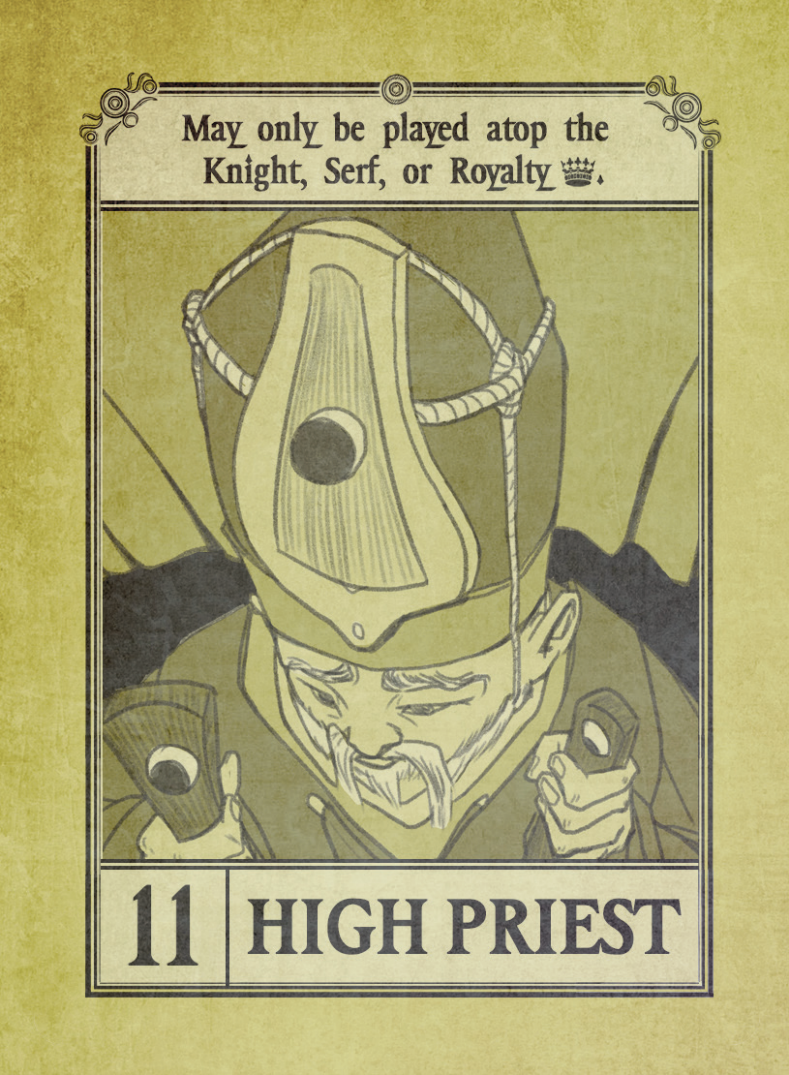 May only be played atop the
Knight, Serf, or Royalty.
11
HIGH PRIEST